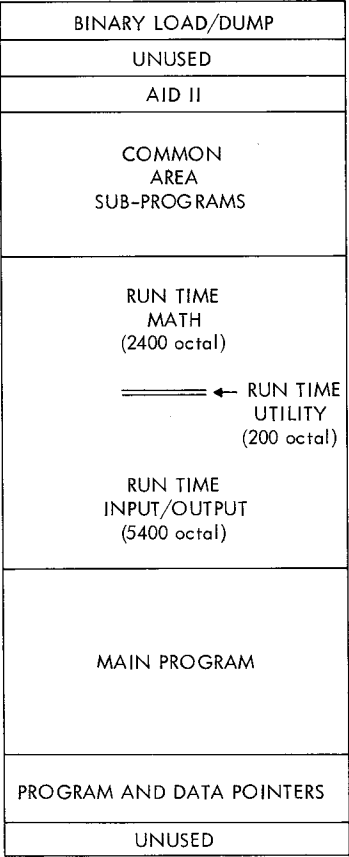 BINARY LOAD/DUMP
UNUSED
AID II
COMMON
AREA
SUB-PROGRAMS
RUN TIME
MATH
(2400 octal)
RUN TIME
UTILITY
(200 octal)
RUN TIME
INPUT/OUTPUT
(5400 octal)
MAIN PROGRAM
PROGRAM AND DATA POINTERS
UNUSED